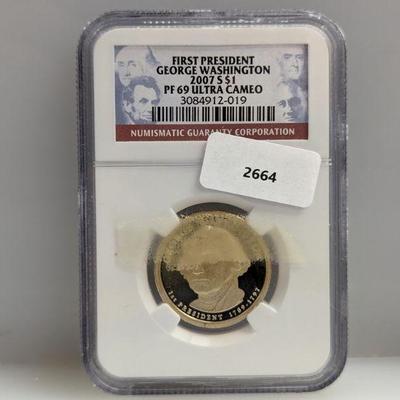 FIRST PRESIDENT
GEORGE WASHINGTON
2007 S $1
PF 69 ULTRA CAMEO
3084912-019
NUMISMATIC GUARANTY CORPORATION
2664
1st PRESIDENT 1789-1797